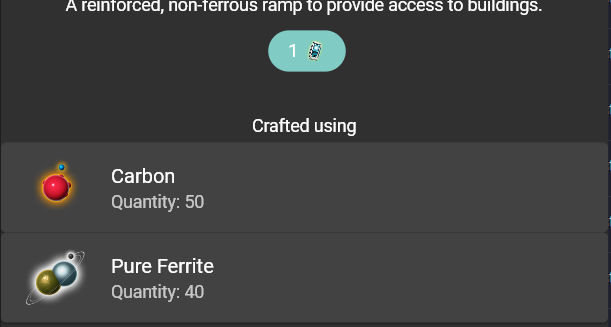 A reinforced, non-ferrous ramp to provide access to buildings.
1
Crafted using
Carbon
Quantity: 50
Pure Ferrite
Quantity: 40